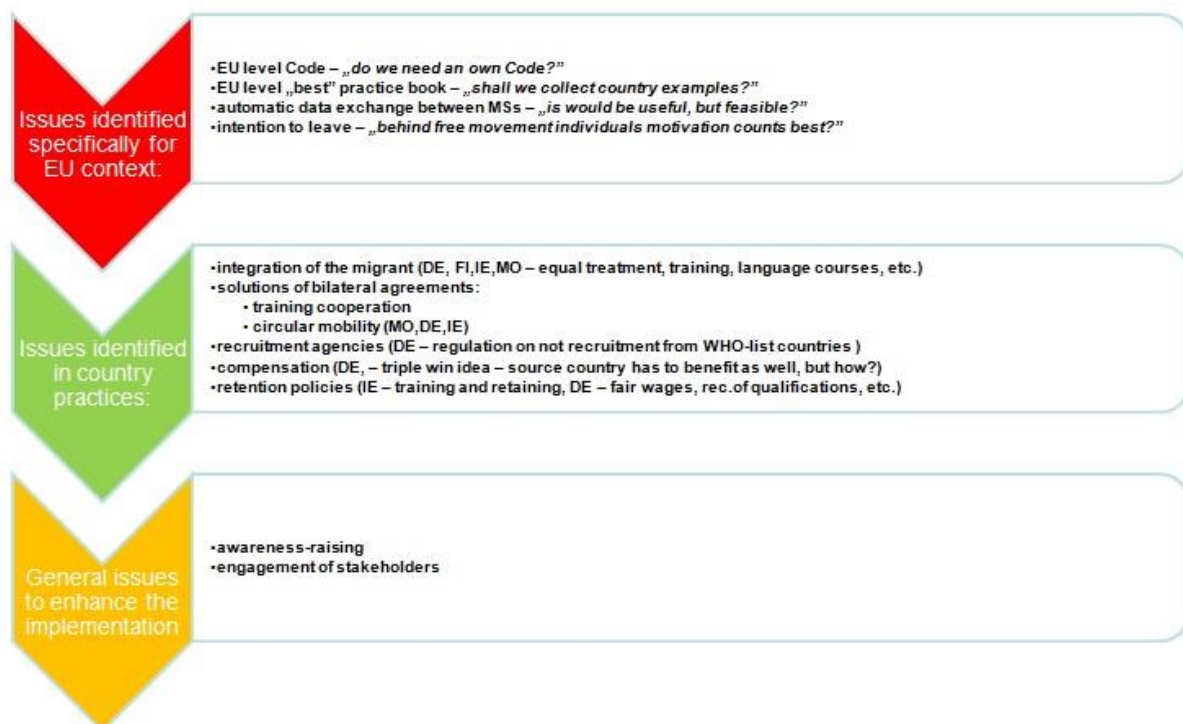 Issues identified
specifically for
EU context:
•EU level Code – „do we need an own Code?”
•EU level „best” practice book – „shall we collect country examples?”
•automatic data exchange between MSs – „is would be useful, but feasible?”
•intention to leave – „behind free movement individuals motivation counts best?”
Issues identified
in country
practices:
•integration of the migrant (DE, FI,IE,MO – equal treatment, training, language courses, etc.)
•solutions of bilateral agreements:
• training cooperation
• circular mobility (MO,DE,IE)
•recruitment agencies (DE – regulation on not recruitment from WHO-list countries )
•compensation (DE, – triple win idea – source country has to benefit as well, but how?)
•retention policies (IE – training and retaining, DE – fair wages, rec.of qualifications, etc.)
General issues
to enhance the
implementation
•awareness-raising
•engagement of stakeholders